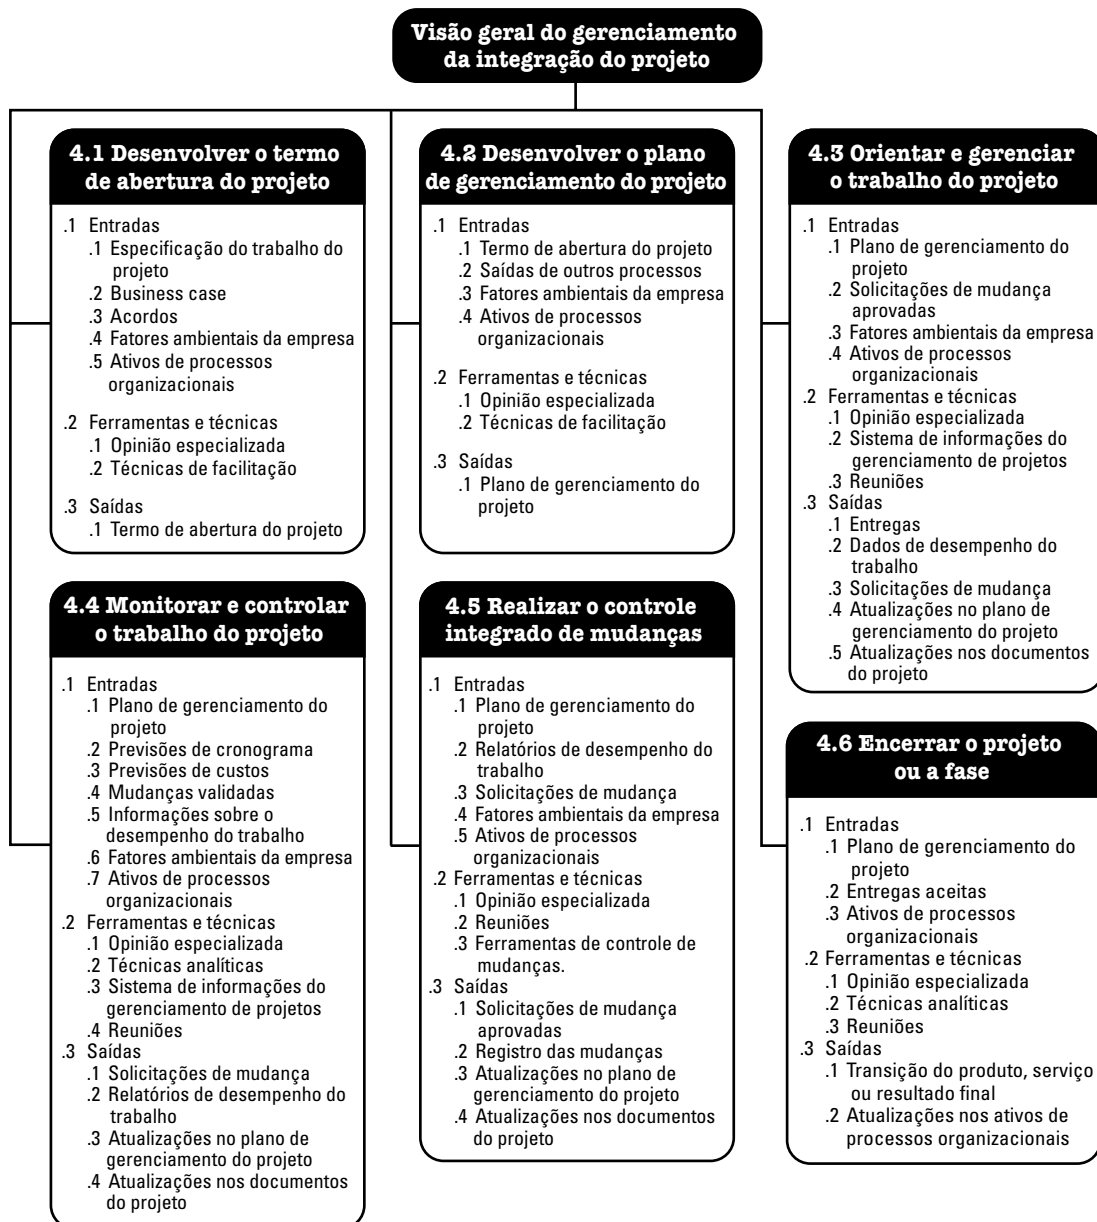 Visão geral do gerenciamento
da integração do projeto
4.1 Desenvolver o termo
de abertura do projeto
.1 Entradas
.1 Especificação do trabalho do
projeto
.2 Business case
.3 Acordos
.4 Fatores ambientais da empresa
.5 Ativos de processos
organizacionais
.2 Ferramentas e técnicas
.1 Opinião especializada
.2 Técnicas de facilitação
.3 Saídas
.1 Termo de abertura do projeto
4.2 Desenvolver o plano
de gerenciamento do projeto
.1 Entradas
.1 Termo de abertura do projeto
.2 Saídas de outros processos
.3 Fatores ambientais da empresa
.4 Ativos de processos
organizacionais
.2 Ferramentas e técnicas
.1 Opinião especializada
.2 Técnicas de facilitação
.3 Saídas
.1 Plano de gerenciamento do
projeto
4.3 Orientar e gerenciar
o trabalho do projeto
.1 Entradas
.1 Plano de gerenciamento do
projeto
.2 Solicitações de mudança
aprovadas
.3 Fatores ambientais da empresa
.4 Ativos de processos
organizacionais
.2 Ferramentas e técnicas
.1 Opinião especializada
.2 Sistema de informações do
gerenciamento de projetos
.3 Reuniões
.3 Saídas
.1 Entregas
.2 Dados de desempenho do
trabalho
.3 Solicitações de mudança
.4 Atualizações no plano de
gerenciamento do projeto
.5 Atualizações nos documentos
do projeto
4.4 Monitorar e controlar
o trabalho do projeto
.1 Entradas
.1 Plano de gerenciamento do
projeto
.2 Previsões de cronograma
.3 Previsões de custos
.4 Mudanças validadas
.5 Informações sobre o
desempenho do trabalho
.6 Fatores ambientais da empresa
.7 Ativos de processos
organizacionais
.2 Ferramentas e técnicas
.1 Opinião especializada
.2 Técnicas analíticas
.3 Sistema de informações do
gerenciamento de projetos
.4 Reuniões
.3 Saídas
.1 Solicitações de mudança
.2 Relatórios de desempenho do
trabalho
.3 Atualizações no plano de
gerenciamento do projeto
.4 Atualizações nos documentos
do projeto
4.5 Realizar o controle
integrado de mudanças
.1 Entradas
.1 Plano de gerenciamento do
projeto
.2 Relatórios de desempenho do
trabalho
.3 Solicitações de mudança
.4 Fatores ambientais da empresa
.5 Ativos de processos
organizacionais
.2 Ferramentas e técnicas
.1 Opinião especializada
.2 Reuniões
.3 Ferramentas de controle de
mudanças.
.3 Saídas
.1 Solicitações de mudança
aprovadas
.2 Registro das mudanças
.3 Atualizações no plano de
gerenciamento do projeto
.4 Atualizações nos documentos
do projeto
4.6 Encerrar o projeto
ou a fase
.1 Entradas
.1 Plano de gerenciamento do
projeto
.2 Entregas aceitas
.3 Ativos de processos
organizacionais
.2 Ferramentas e técnicas
.1 Opinião especializada
.2 Técnicas analíticas
.3 Reuniões
.3 Saídas
.1 Transição do produto, serviço
ou resultado final
.2 Atualizações nos ativos de
processos organizacionais